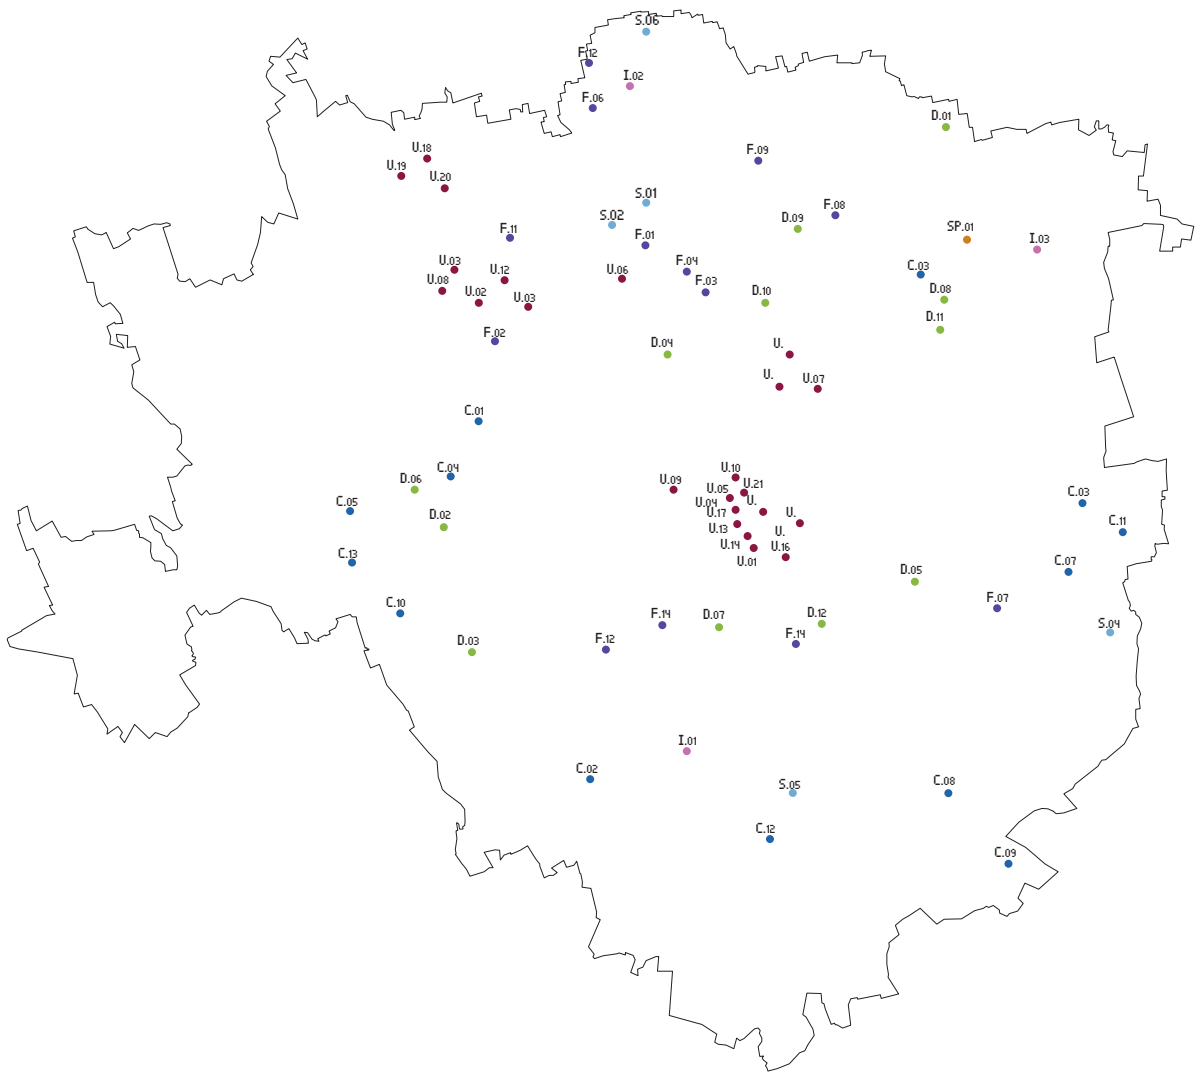 S.06
F.12
I.02
F.06
D.01
U.18
F.09
U.19
U.20
S.01
F.08
S.02
D.09
F.11
F.01
SP.01
I.03
U.03
F.04
C.03
U.12
U.06
U.08
F.03
U.02
D.10
D.08
U.03
D.11
F.02
D.04
U.
U.
U.07
C.01
U.10
C.04
D.06
U.09
U.21
U.05
C.03
C.05
U.04
U.
U.17
U.
D.02
C.11
U.13
U.
U.14
U.16
C.13
U.01
C.07
D.05
C.10
F.07
F.14
D.07
D.12
S.04
F.12
D.03
F.14
I.01
C.02
S.05
C.08
C.12
C.09